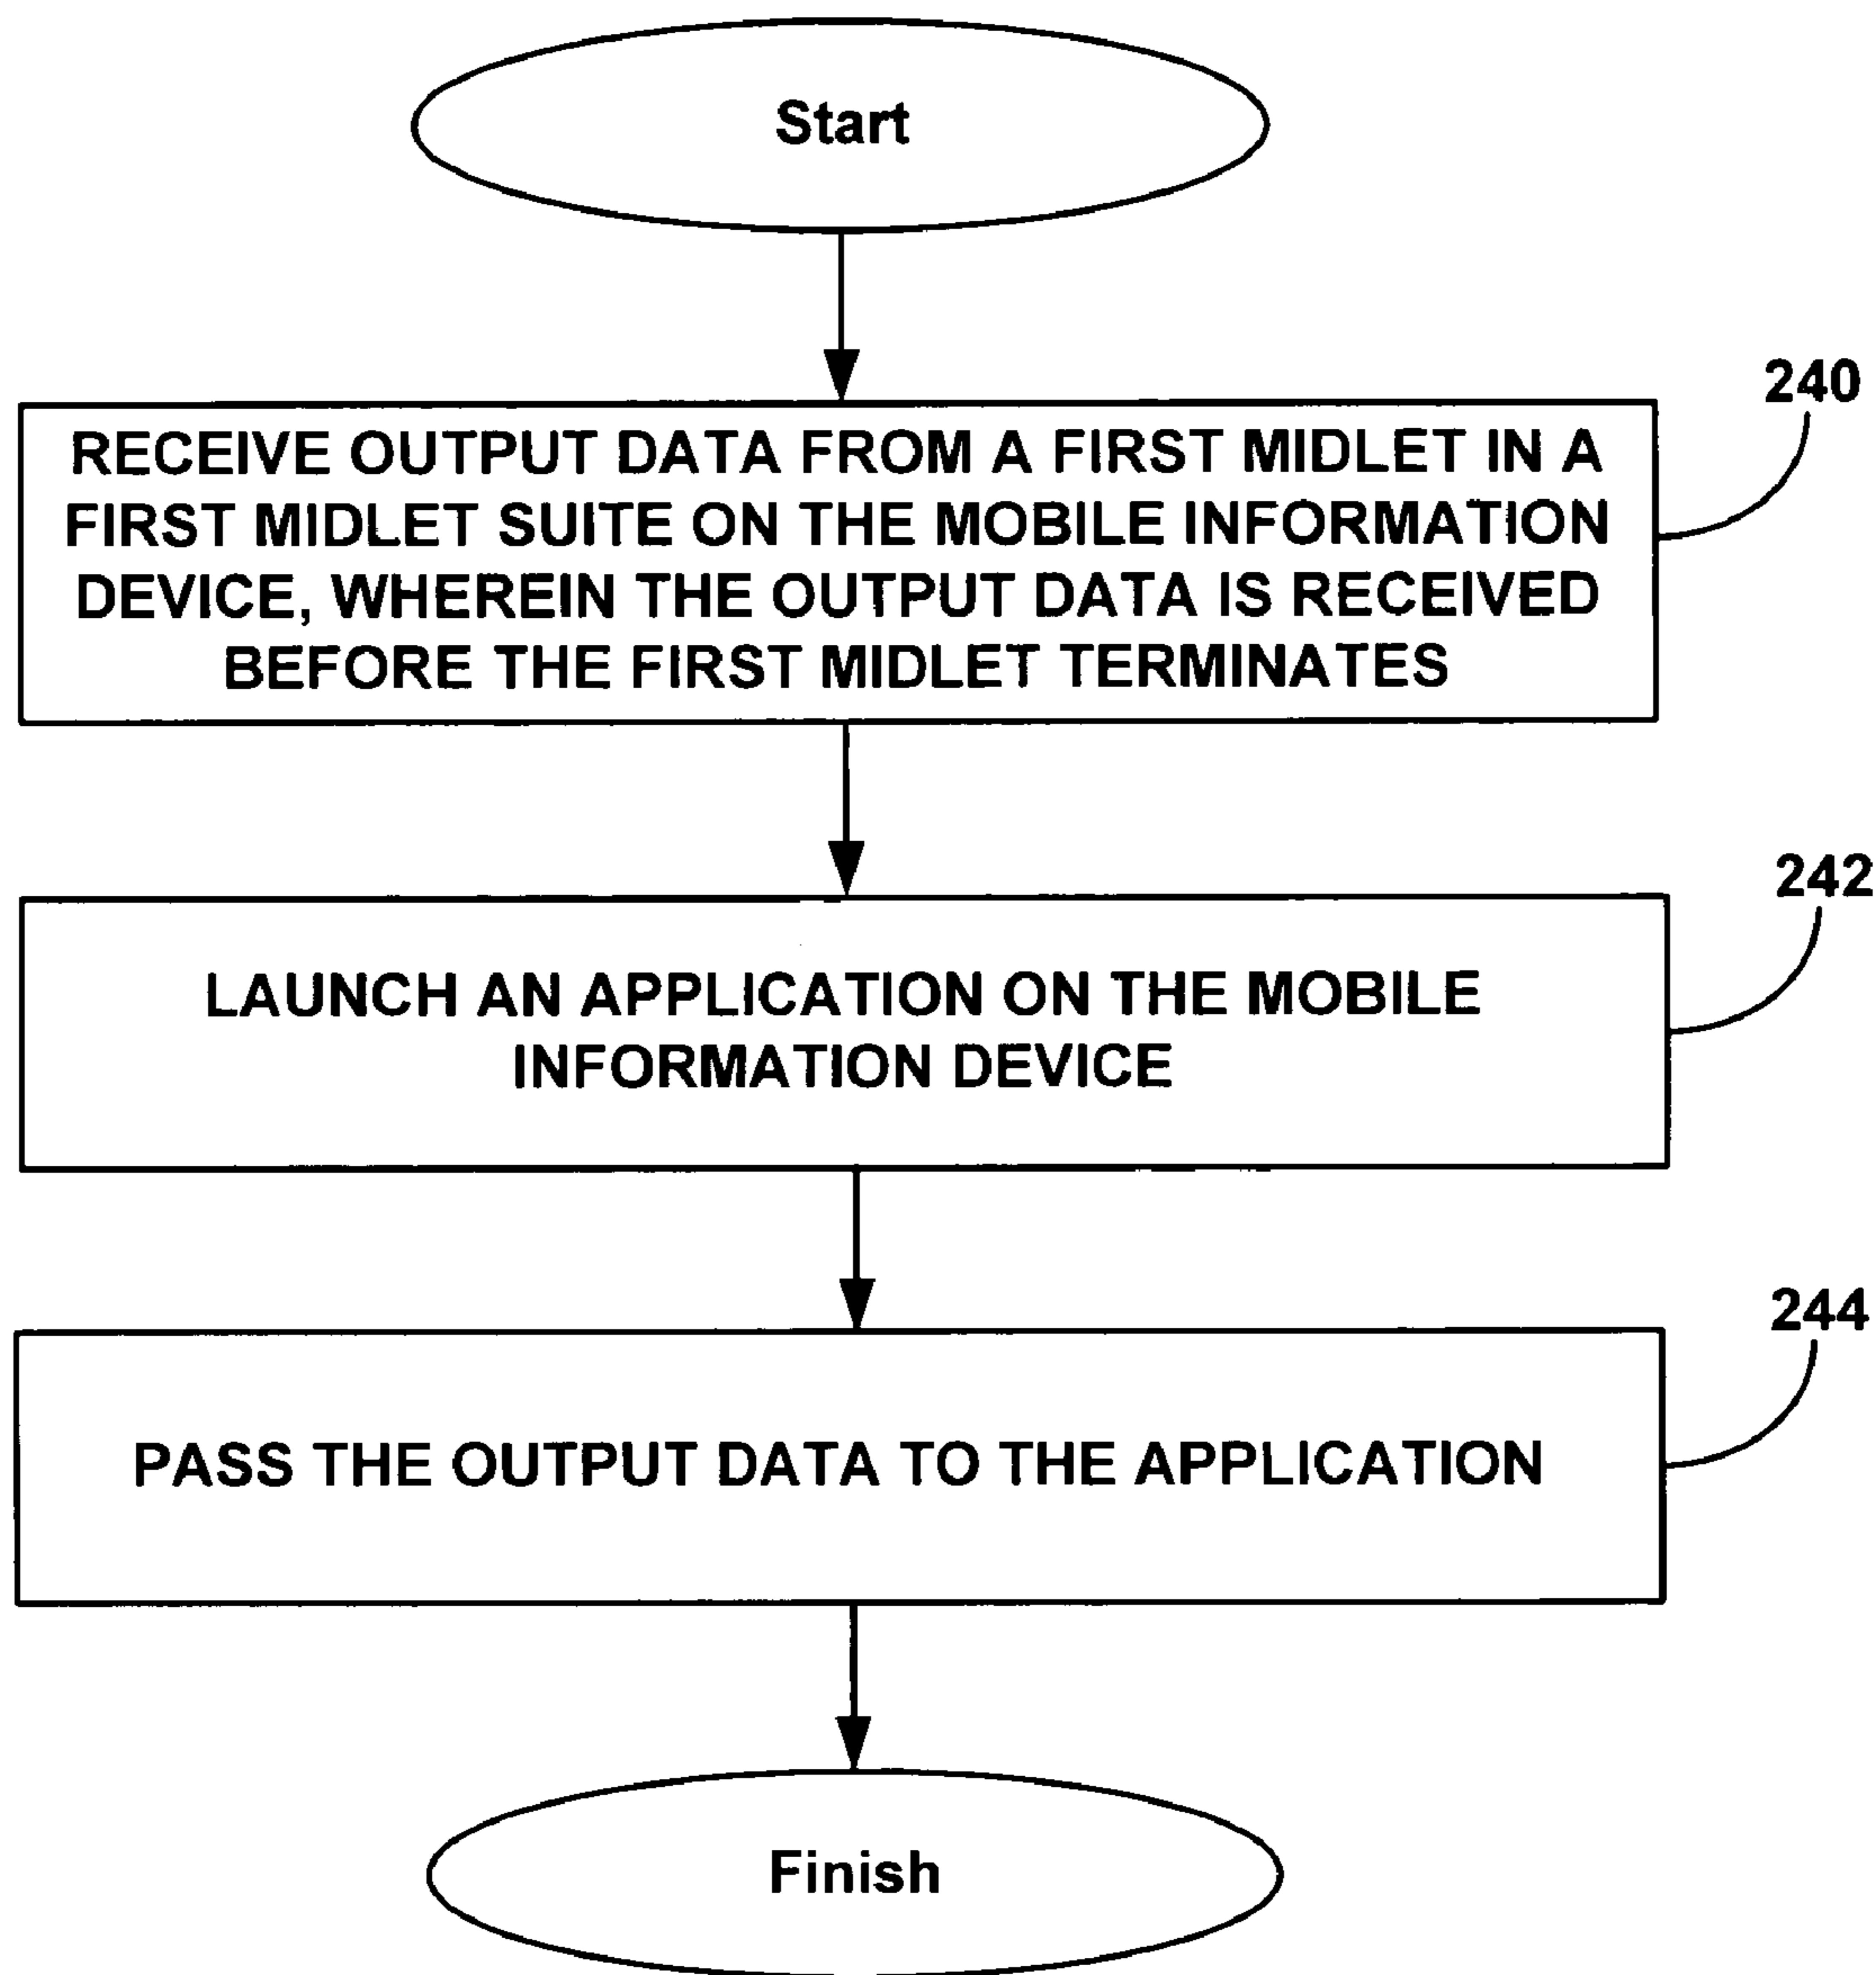 Start
240
RECEIVE OUTPUT DATA FROM A FIRST MIDLET IN A
FIRST MIDLET SUITE ON THE MOBILE INFORMATION
DEVICE, WHEREIN THE OUTPUT DATA IS RECEIVED
BEFORE THE FIRST MIDLET TERMINATES
242
LAUNCH AN APPLICATION ON THE MOBILE
INFORMATION DEVICE
244
PASS THE OUTPUT DATA TO THE APPLICATION
Finish